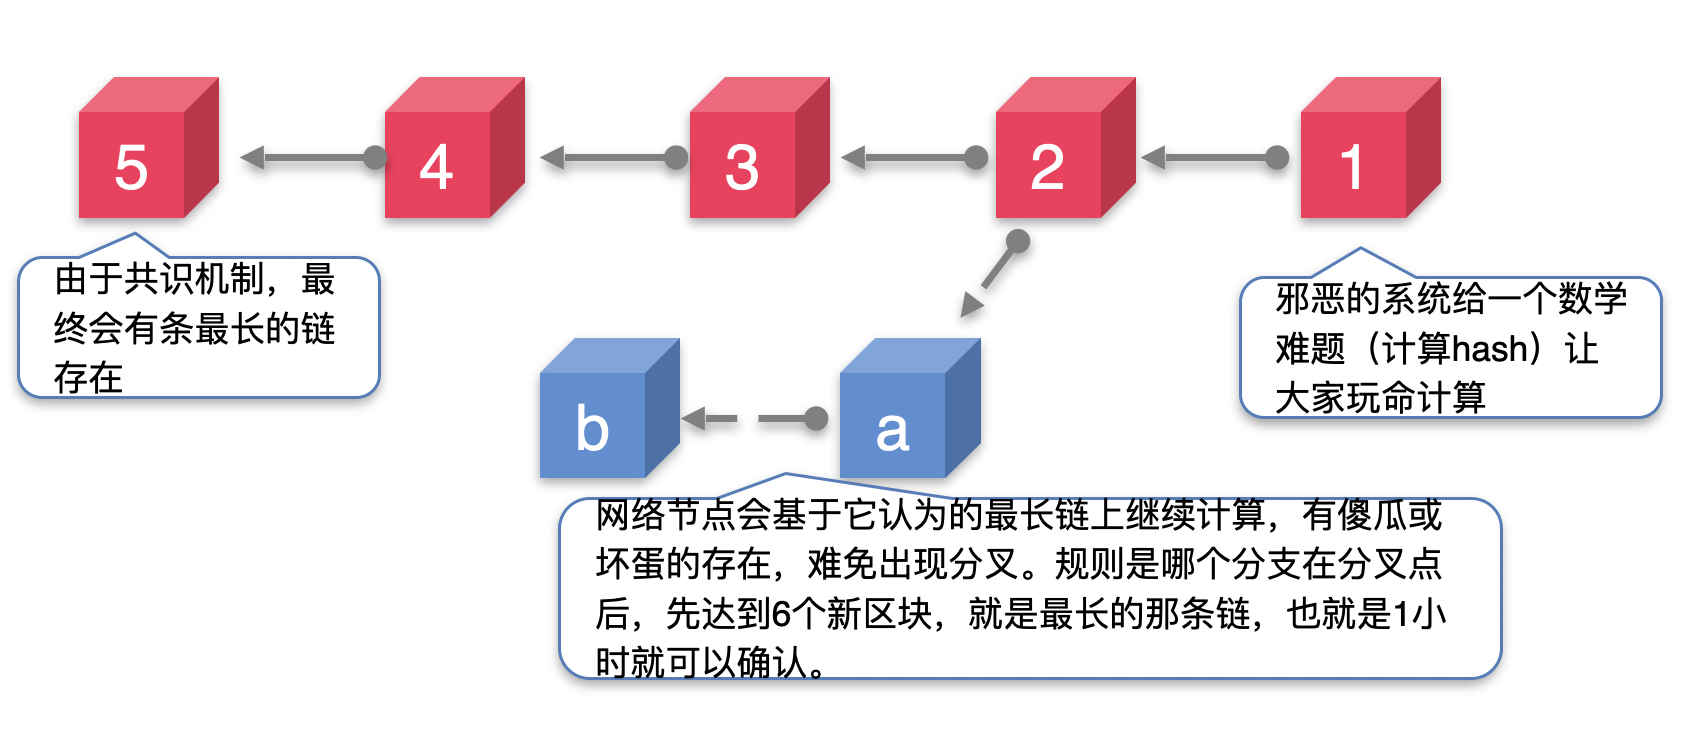 5
4
3
2
1
由于共识机制，最
终会有条最长的链
存在
邪恶的系统给一个数学
难题（计算hash）让
大家玩命计算
b
a
网络节点会基于它认为的最长链上继续计算，有傻瓜或
坏蛋的存在，难免出现分叉。规则是哪个分支在分叉点
后，先达到6个新区块，就是最长的那条链，也就是1小
时就可以确认。